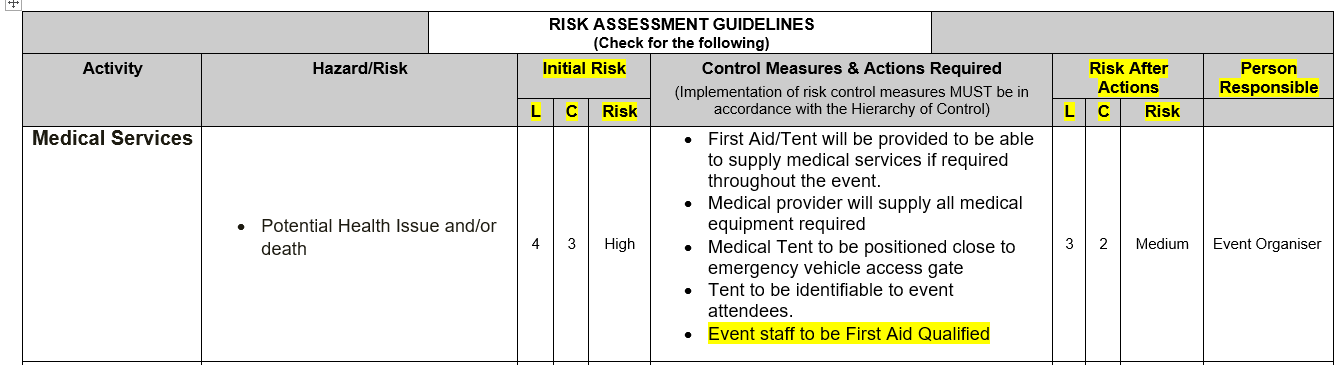 RISK ASSESSMENT GUIDELINES
(Check for the following)
Activity
Hazard/Risk
Initial Risk
Control Measures & Actions Required
(Implementation of risk control measures MUST be in
accordance with the Hierarchy of Control)
Risk After
Actions
Person
Responsible
L
C
Risk
L
C
Risk
Medical Services
• Potential Health Issue and/or
death
4
3
High
• First Aid/Tent will be provided to be able
to supply medical services if required
throughout the event.
• Medical provider will supply all medical
equipment required
• Medical Tent to be positioned close to
emergency vehicle access gate
• Tent to be identifiable to event
attendees.
• Event staff to be First Aid Qualified
3
2
Medium
Event Organiser